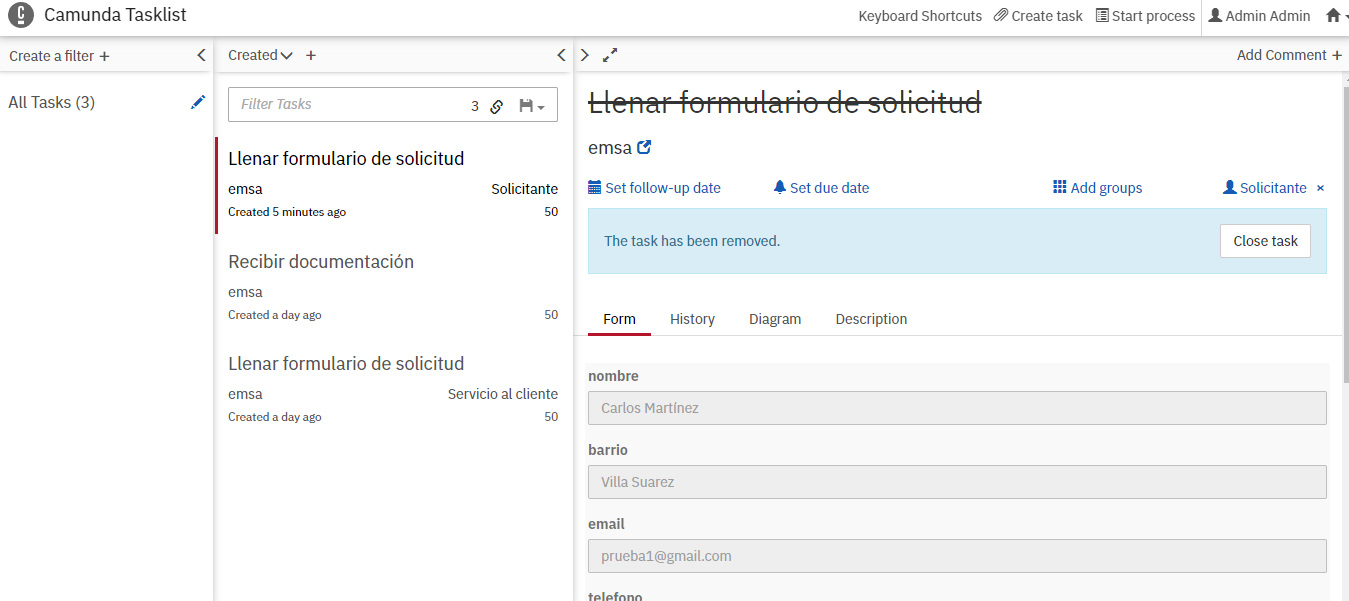 Camunda Tasklist
Keyboard Shortcuts Create task Start process Admin Admin
Create a filter +
Created +
Add Comment +
All Tasks (3)
Filter Tasks 3
Llenar formulario de solicitud
emsa Solicitante
Created 5 minutes ago 50
Recibir documentación
emsa
Created a day ago 50
Llenar formulario de solicitud
emsa Servicio al cliente
Created a day ago 50
Llenar formulario de solicitud
emsa
Set follow-up date Set due date Add groups Solicitante ×
The task has been removed. Close task
Form History Diagram Description
nombre
Carlos Martínez
barrio
Villa Suarez
email
prueba1@gmail.com
telefono